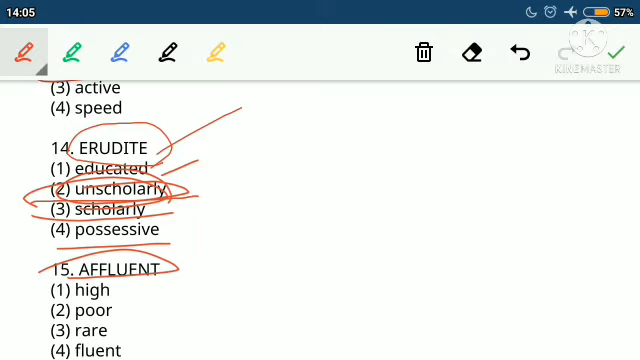 14:05
57%
K
KINEMASTER
(3) active
(4) speed
14. ERUDITE
(1) educated
(2) unscholarly
(3) scholarly
(4) possessive
15. AFFLUENT
(1) high
(2) poor
(3) rare
(4) fluent